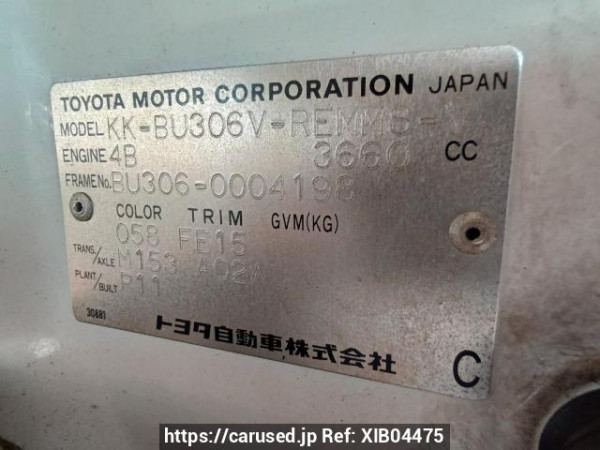 TOYOTA MOTOR CORPORATION JAPAN
MODEL KK-BU306V-REMMS-V
ENGINE 4B 3660 CC
FRAME No. BU306-0004198
COLOR TRIM GVM(KG)
058 FE15
TRANS./AXLE M153 A02A
PLANT/BUILT P11
30881
トヨタ自動車株式会社
C
https://carused.jp Ref: XIB04475